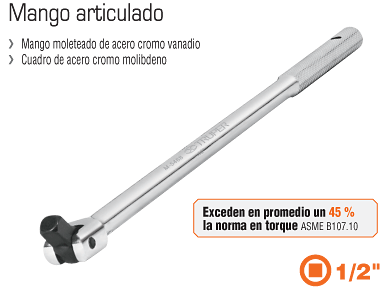 Mango articulado
Mango moleteado de acero cromo vanadio
Cuadro de acero cromo molibdeno
TRUPER
Exceden en promedio un 45 %
la norma en torque ASME B107.10
1/2"